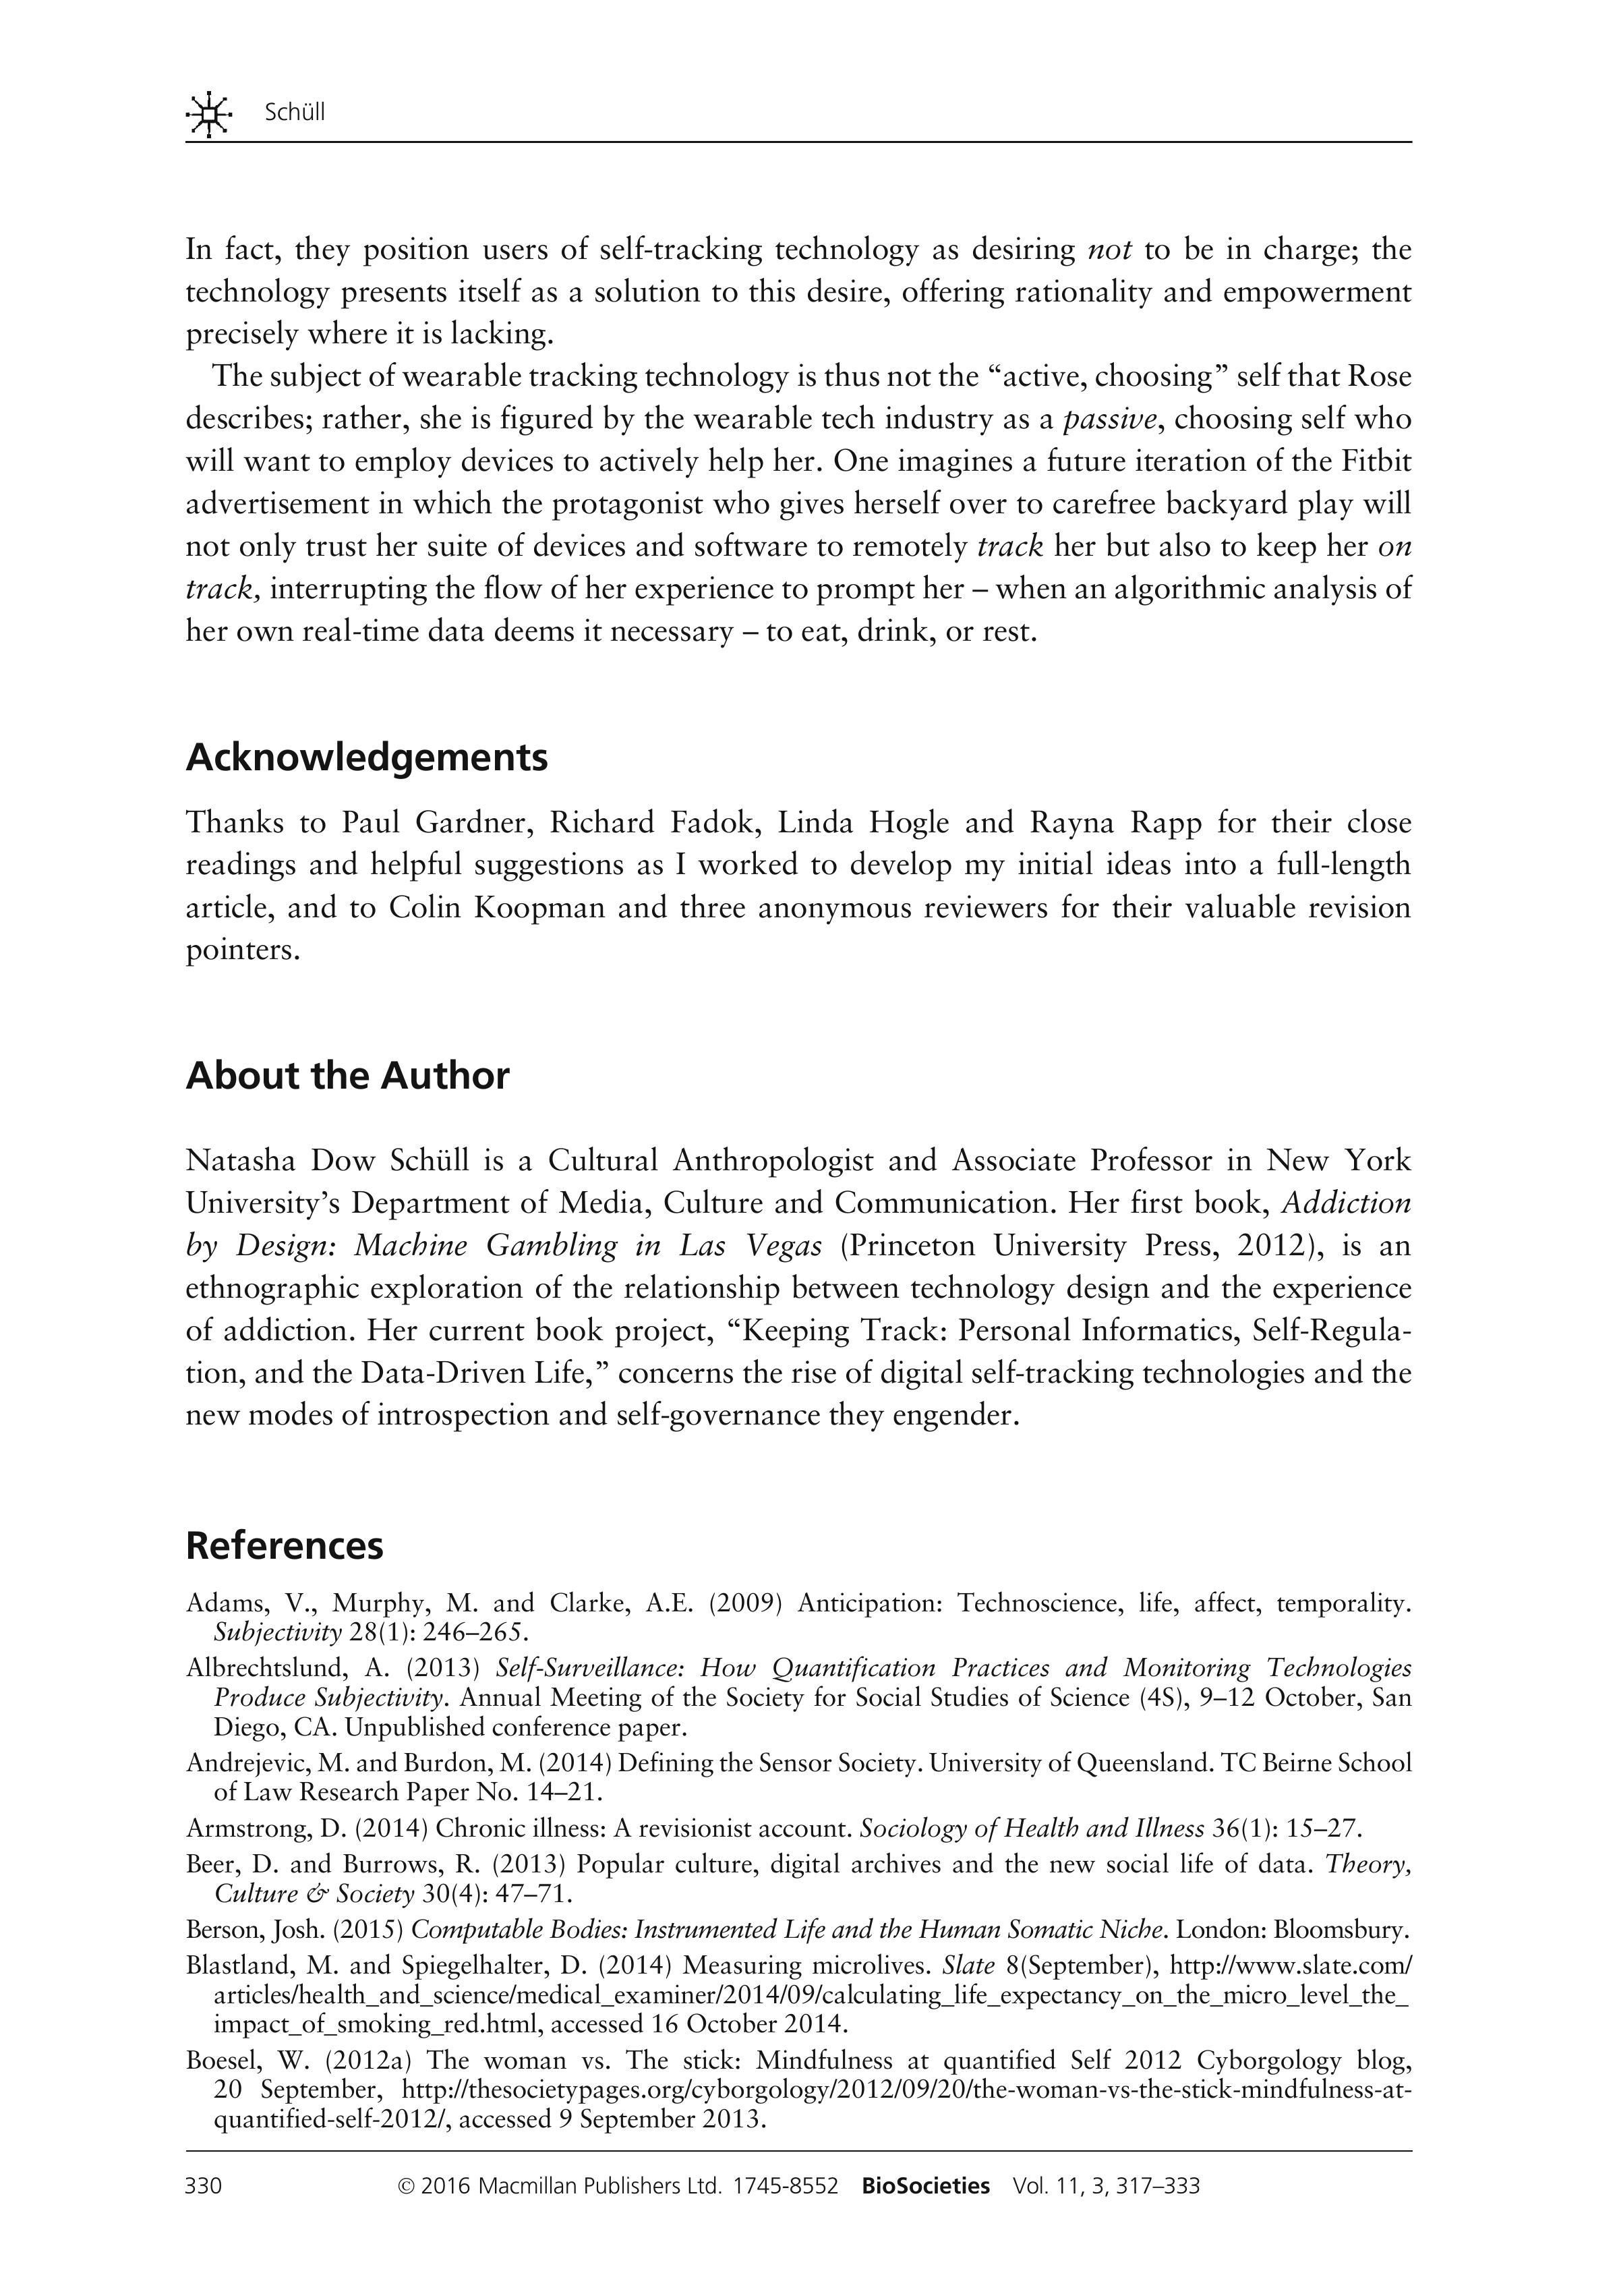 Schüll
In fact, they position users of self-tracking technology as desiring not to be in charge; the
technology presents itself as a solution to this desire, offering rationality and empowerment
precisely where it is lacking.
The subject of wearable tracking technology is thus not the “active, choosing” self that Rose
describes; rather, she is figured by the wearable tech industry as a passive, choosing self who
will want to employ devices to actively help her. One imagines a future iteration of the Fitbit
advertisement in which the protagonist who gives herself over to carefree backyard play will
not only trust her suite of devices and software to remotely track her but also to keep her on
track, interrupting the flow of her experience to prompt her – when an algorithmic analysis of
her own real-time data deems it necessary – to eat, drink, or rest.
Acknowledgements
Thanks to Paul Gardner, Richard Fadok, Linda Hogle and Rayna Rapp for their close
readings and helpful suggestions as I worked to develop my initial ideas into a full-length
article, and to Colin Koopman and three anonymous reviewers for their valuable revision
pointers.
About the Author
Natasha Dow Schüll is a Cultural Anthropologist and Associate Professor in New York
University’s Department of Media, Culture and Communication. Her first book, Addiction
by Design: Machine Gambling in Las Vegas (Princeton University Press, 2012), is an
ethnographic exploration of the relationship between technology design and the experience
of addiction. Her current book project, “Keeping Track: Personal Informatics, Self-Regula-
tion, and the Data-Driven Life,” concerns the rise of digital self-tracking technologies and the
new modes of introspection and self-governance they engender.
References
Adams, V., Murphy, M. and Clarke, A.E. (2009) Anticipation: Technoscience, life, affect, temporality.
Subjectivity 28(1): 246–265.
Albrechtslund, A. (2013) Self-Surveillance: How Quantification Practices and Monitoring Technologies
Produce Subjectivity. Annual Meeting of the Society for Social Studies of Science (4S), 9–12 October, San
Diego, CA. Unpublished conference paper.
Andrejevic, M. and Burdon, M. (2014) Defining the Sensor Society. University of Queensland. TC Beirne School
of Law Research Paper No. 14–21.
Armstrong, D. (2014) Chronic illness: A revisionist account. Sociology of Health and Illness 36(1): 15–27.
Beer, D. and Burrows, R. (2013) Popular culture, digital archives and the new social life of data. Theory,
Culture & Society 30(4): 47–71.
Berson, Josh. (2015) Computable Bodies: Instrumented Life and the Human Somatic Niche. London: Bloomsbury.
Blastland, M. and Spiegelhalter, D. (2014) Measuring microlives. Slate 8(September), http://www.slate.com/
articles/health_and_science/medical_examiner/2014/09/calculating_life_expectancy_on_the_micro_level_the_
impact_of_smoking_red.html, accessed 16 October 2014.
Boesel, W. (2012a) The woman vs. The stick: Mindfulness at quantified Self 2012 Cyborgology blog,
20 September, http://thesocietypages.org/cyborgology/2012/09/20/the-woman-vs-the-stick-mindfulness-at-
quantified-self-2012/, accessed 9 September 2013.
330 © 2016 Macmillan Publishers Ltd. 1745-8552 BioSocieties Vol. 11, 3, 317–333